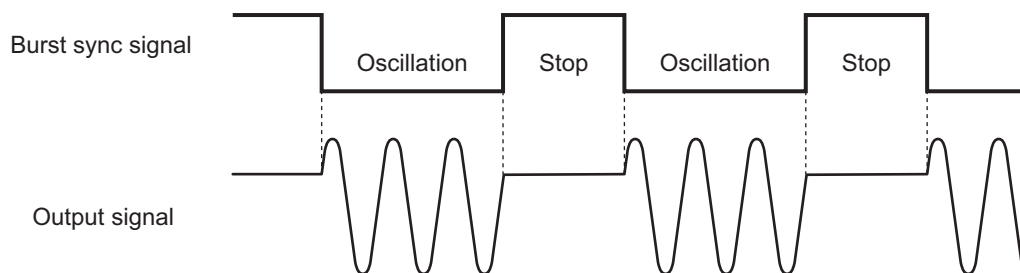 Burst sync signal
Oscillation
Stop
Oscillation
Stop
Output signal